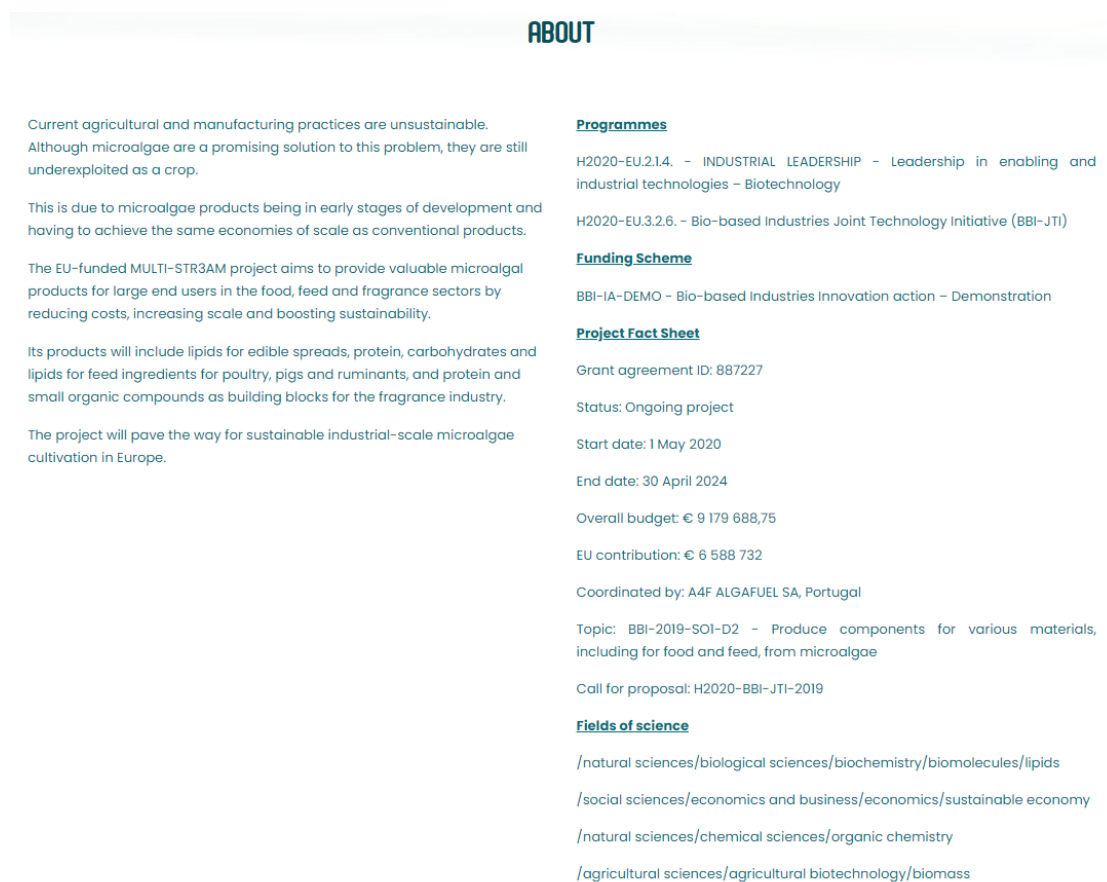 ABOUT
Current agricultural and manufacturing practices are unsustainable.
Although microalgae are a promising solution to this problem, they are still
underexploited as a crop.
This is due to microalgae products being in early stages of development and
having to achieve the same economies of scale as conventional products.
The EU-funded MULTI-STR3AM project aims to provide valuable microalgal
products for large end users in the food, feed and fragrance sectors by
reducing costs, increasing scale and boosting sustainability.
Its products will include lipids for edible spreads, protein, carbohydrates and
lipids for feed ingredients for poultry, pigs and ruminants, and protein and
small organic compounds as building blocks for the fragrance industry.
The project will pave the way for sustainable industrial-scale microalgae
cultivation in Europe.
Programmes
H2020-EU.2.1.4. - INDUSTRIAL LEADERSHIP - Leadership in enabling and
industrial technologies – Biotechnology
H2020-EU.3.2.6. - Bio-based Industries Joint Technology Initiative (BBI-JTI)
Funding Scheme
BBI-IA-DEMO - Bio-based Industries Innovation action – Demonstration
Project Fact Sheet
Grant agreement ID: 887227
Status: Ongoing project
Start date: 1 May 2020
End date: 30 April 2024
Overall budget: € 9 179 688,75
EU contribution: € 6 588 732
Coordinated by: A4F ALGAFUEL SA, Portugal
Topic: BBI-2019-SO1-D2 - Produce components for various materials,
including for food and feed, from microalgae
Call for proposal: H2020-BBI-JTI-2019
Fields of science
/natural sciences/biological sciences/biochemistry/biomolecules/lipids
/social sciences/economics and business/economics/sustainable economy
/natural sciences/chemical sciences/organic chemistry
/agricultural sciences/agricultural biotechnology/biomass